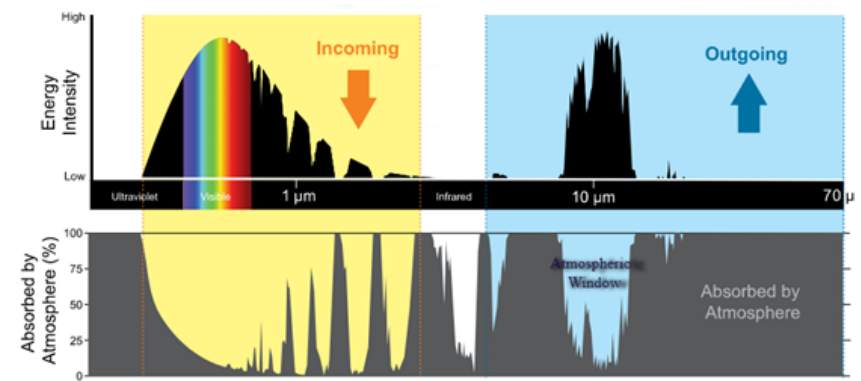 High
Energy
Intensity
Low
Incoming
Outgoing
Ultraviolet
Visible
1 µm
Infrared
10 µm
70 µ
Absorbed by
Atmosphere (%)
100
75
50
25
0
Atmospheric
Window
Absorbed by
Atmosphere